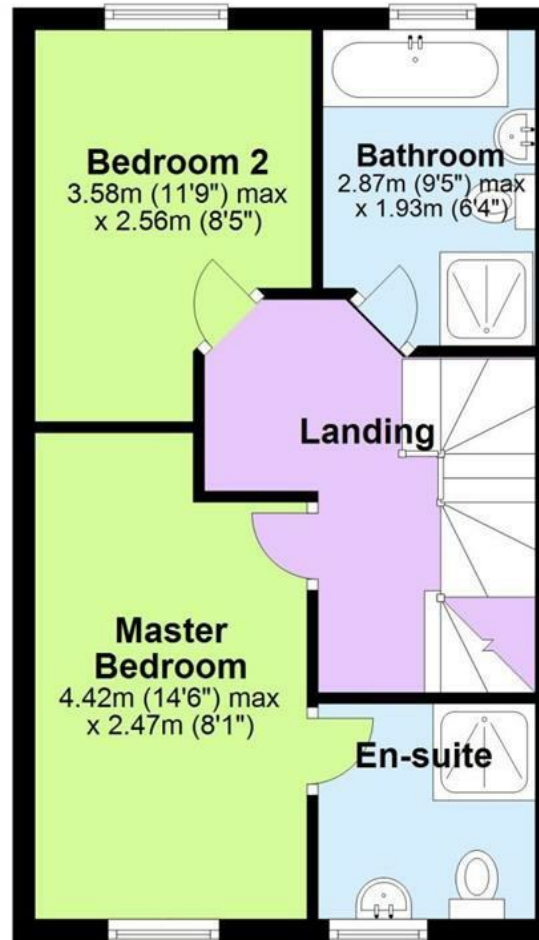 Bedroom 2
3.58m (11'9") max
x 2.56m (8'5")
Bathroom
2.87m (9'5") max
x 1.93m (6'4")
Landing
Master
Bedroom
4.42m (14'6") max
x 2.47m (8'1")
En-suite